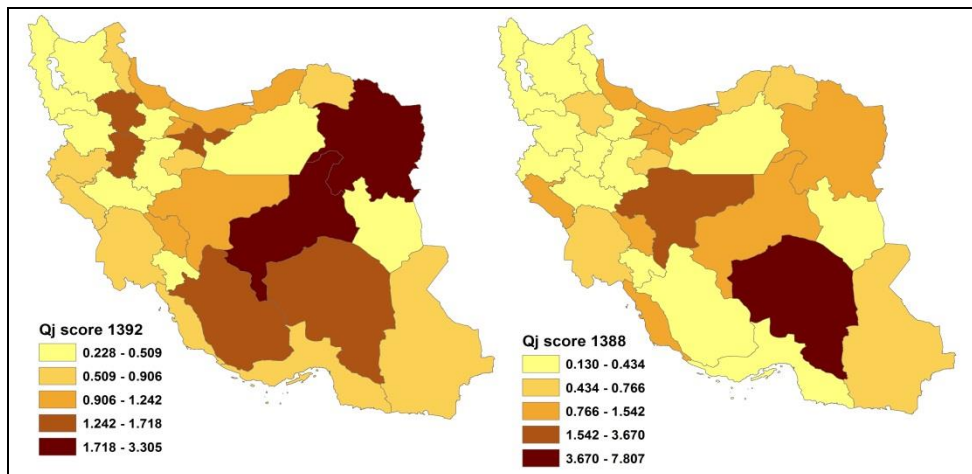 Qj score 1392
0.228 - 0.509
0.509 - 0.906
0.906 - 1.242
1.242 - 1.718
1.718 - 3.305
Qj score 1388
0.130 - 0.434
0.434 - 0.766
0.766 - 1.542
1.542 - 3.670
3.670 - 7.807